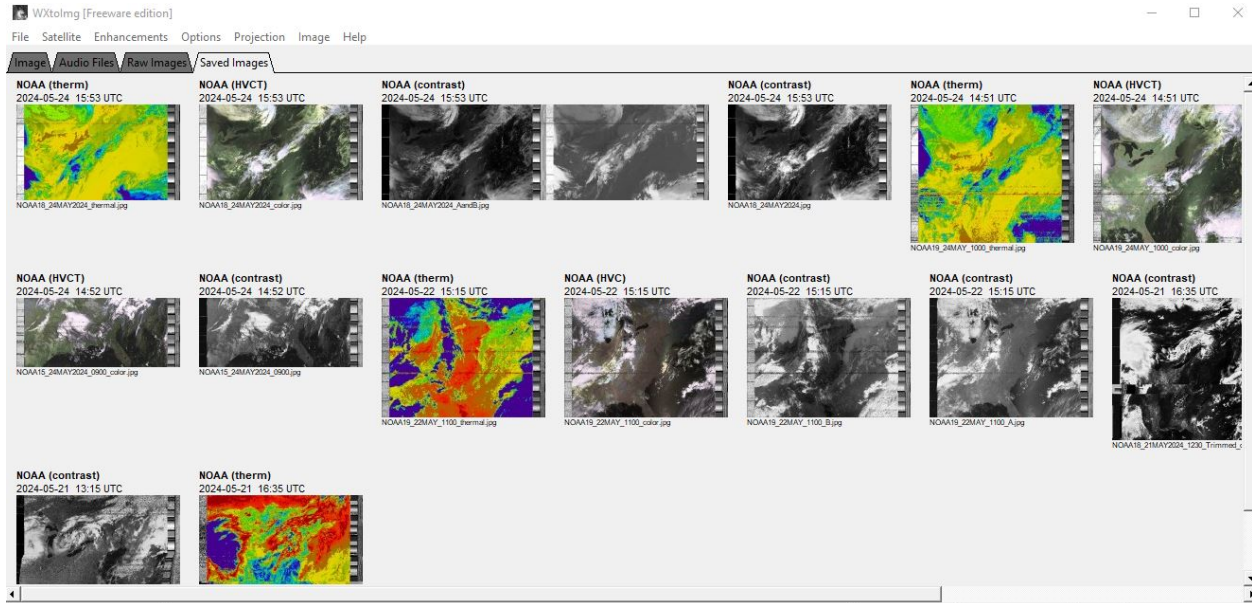 WXtoImg [Freeware edition]
File Satellite Enhancements Options Projection Image Help
Image Audio Files Raw Images Saved Images
NOAA (therm)
2024-05-24 15:53 UTC
NOAA18_24MAY2024_thermal.jpg
NOAA (HVCT)
2024-05-24 15:53 UTC
NOAA18_24MAY2024_color.jpg
NOAA (contrast)
2024-05-24 15:53 UTC
NOAA18_24MAY2024_AandB.jpg
NOAA (contrast)
2024-05-24 15:53 UTC
NOAA18_24MAY2024.jpg
NOAA (therm)
2024-05-24 14:51 UTC
NOAA19_24MAY_1000_thermal.jpg
NOAA (HVCT)
2024-05-24 14:51 UTC
NOAA19_24MAY_1000_color.jpg
NOAA (HVCT)
2024-05-24 14:52 UTC
NOAA15_24MAY2024_0900_color.jpg
NOAA (contrast)
2024-05-24 14:52 UTC
NOAA15_24MAY2024_0900.jpg
NOAA (therm)
2024-05-22 15:15 UTC
NOAA19_22MAY_1100_thermal.jpg
NOAA (HVC)
2024-05-22 15:15 UTC
NOAA19_22MAY_1100_color.jpg
NOAA (contrast)
2024-05-22 15:15 UTC
NOAA19_22MAY_1100_B.jpg
NOAA (contrast)
2024-05-22 15:15 UTC
NOAA19_22MAY_1100_A.jpg
NOAA (contrast)
2024-05-21 16:35 UTC
NOAA18_21MAY2024_1230_Trimmed_c
NOAA (contrast)
2024-05-21 13:15 UTC
NOAA (therm)
2024-05-21 16:35 UTC